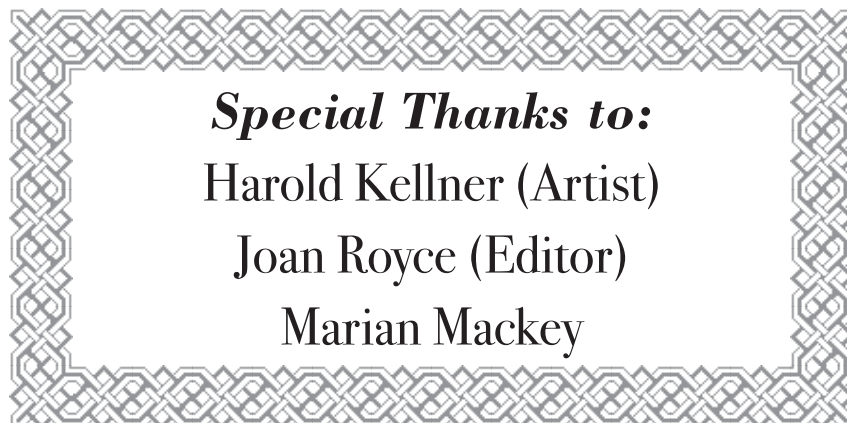 Special Thanks to:
Harold Kellner (Artist)
Joan Royce (Editor)
Marian Mackey